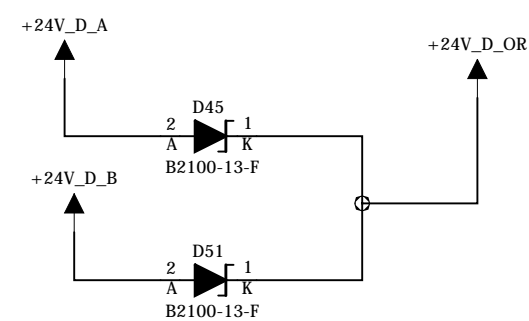 +24V_D_A
+24V_D_OR
D45
2 1
A K
B2100-13-F
+24V_D_B
D51
2 1
A K
B2100-13-F